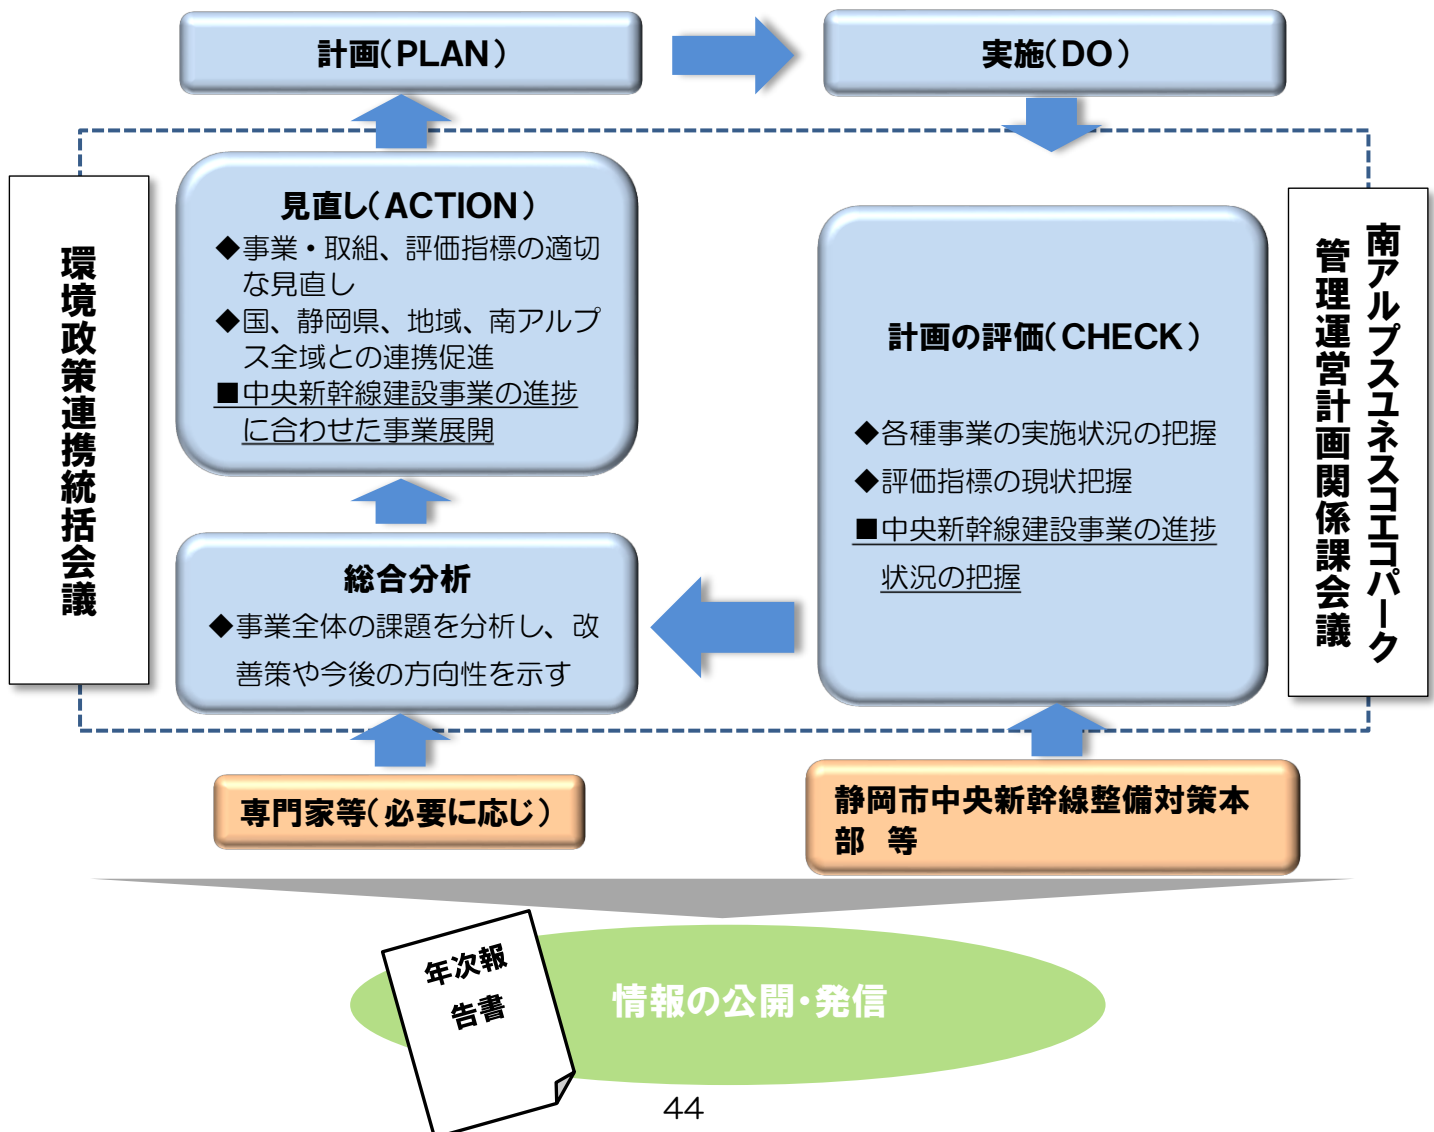 計画（PLAN）
実施（DO）
環境政策連携統括会議
見直し（ACTION）
◆事業・取組、評価指標の適切
な見直し
◆国、静岡県、地域、南アルプ
ス全域との連携促進
■中央新幹線建設事業の進捗
に合わせた事業展開
計画の評価（CHECK）
◆各種事業の実施状況の把握
◆評価指標の現状把握
■中央新幹線建設事業の進捗
状況の把握
南アルプスユネスコエコパーク
管理運営計画関係課会議
総合分析
◆事業全体の課題を分析し、改
善策や今後の方向性を示す
専門家等（必要に応じ）
静岡市中央新幹線整備対策本
部　等
年次報
告書
情報の公開・発信
44